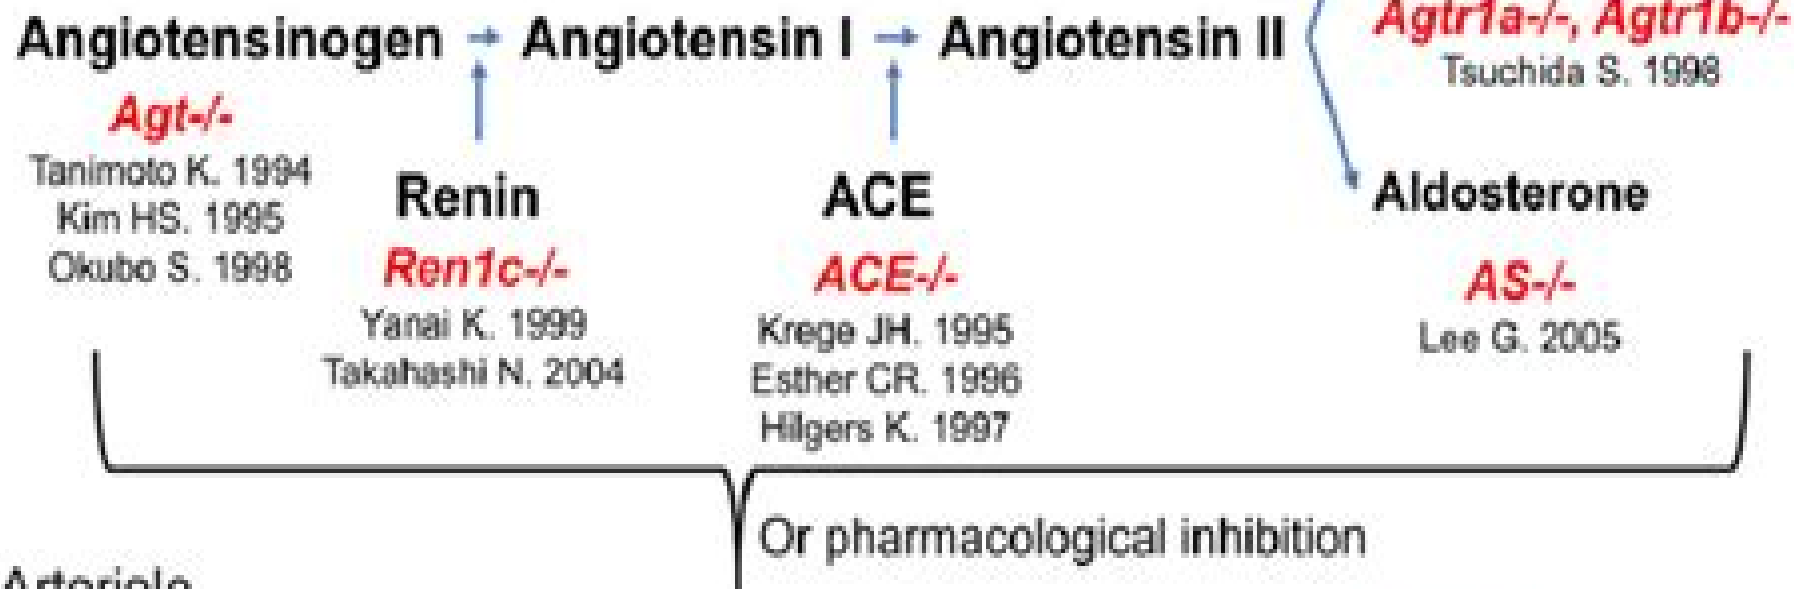 Agtr1a-/-, Agtr1b-/-
Angiotensinogen → Angiotensin I → Angiotensin II
Tsuchida S. 1998
Agt-/-
Tanimoto K. 1994
Kim HS. 1995
Okubo S. 1998
Renin
Ren1c-/-
Yanai K. 1999
Takahashi N. 2004
ACE
ACE-/-
Krege JH. 1995
Esther CR. 1996
Hilgers K. 1997
Aldosterone
AS-/-
Lee G. 2005
Or pharmacological inhibition
Arteriole